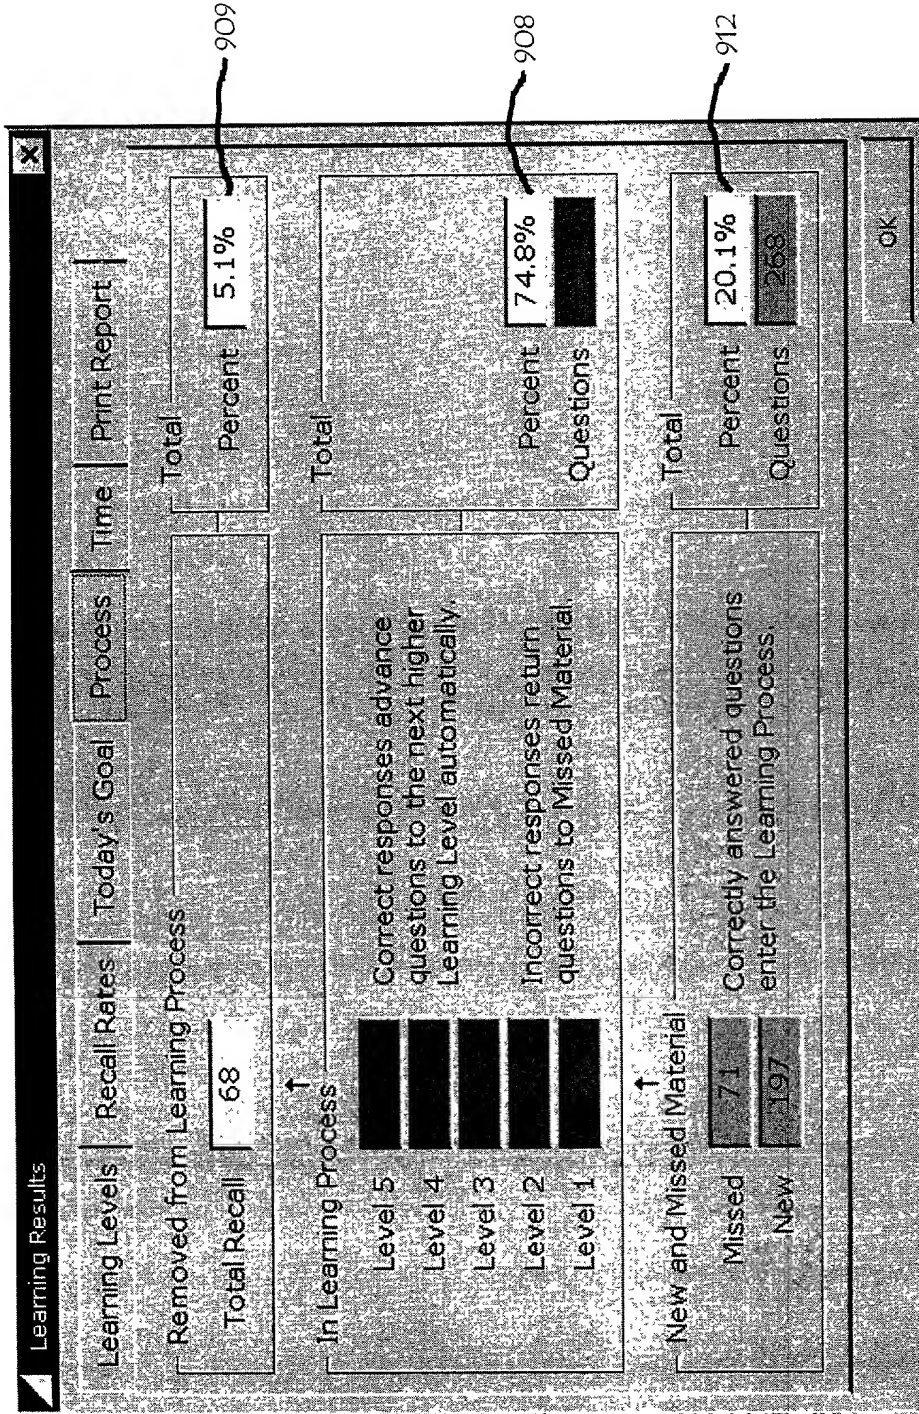 Learning Results
Learning Levels Recall Rates Today's Goal Process Time Print Report
Removed from Learning Process
Total Recall 68
Total
Percent 5.1%
909
In Learning Process ↑
Level 5
Level 4
Level 3
Level 2
Level 1
Correct responses advance
questions to the next higher
Learning Level automatically.
Incorrect responses return
questions to Missed Material.
Total
Percent 74.8%
Questions
908
New and Missed Material ↑
Missed 71
New 197
Correctly answered questions
enter the Learning Process.
Total
Percent 20.1%
Questions 268
912
OK